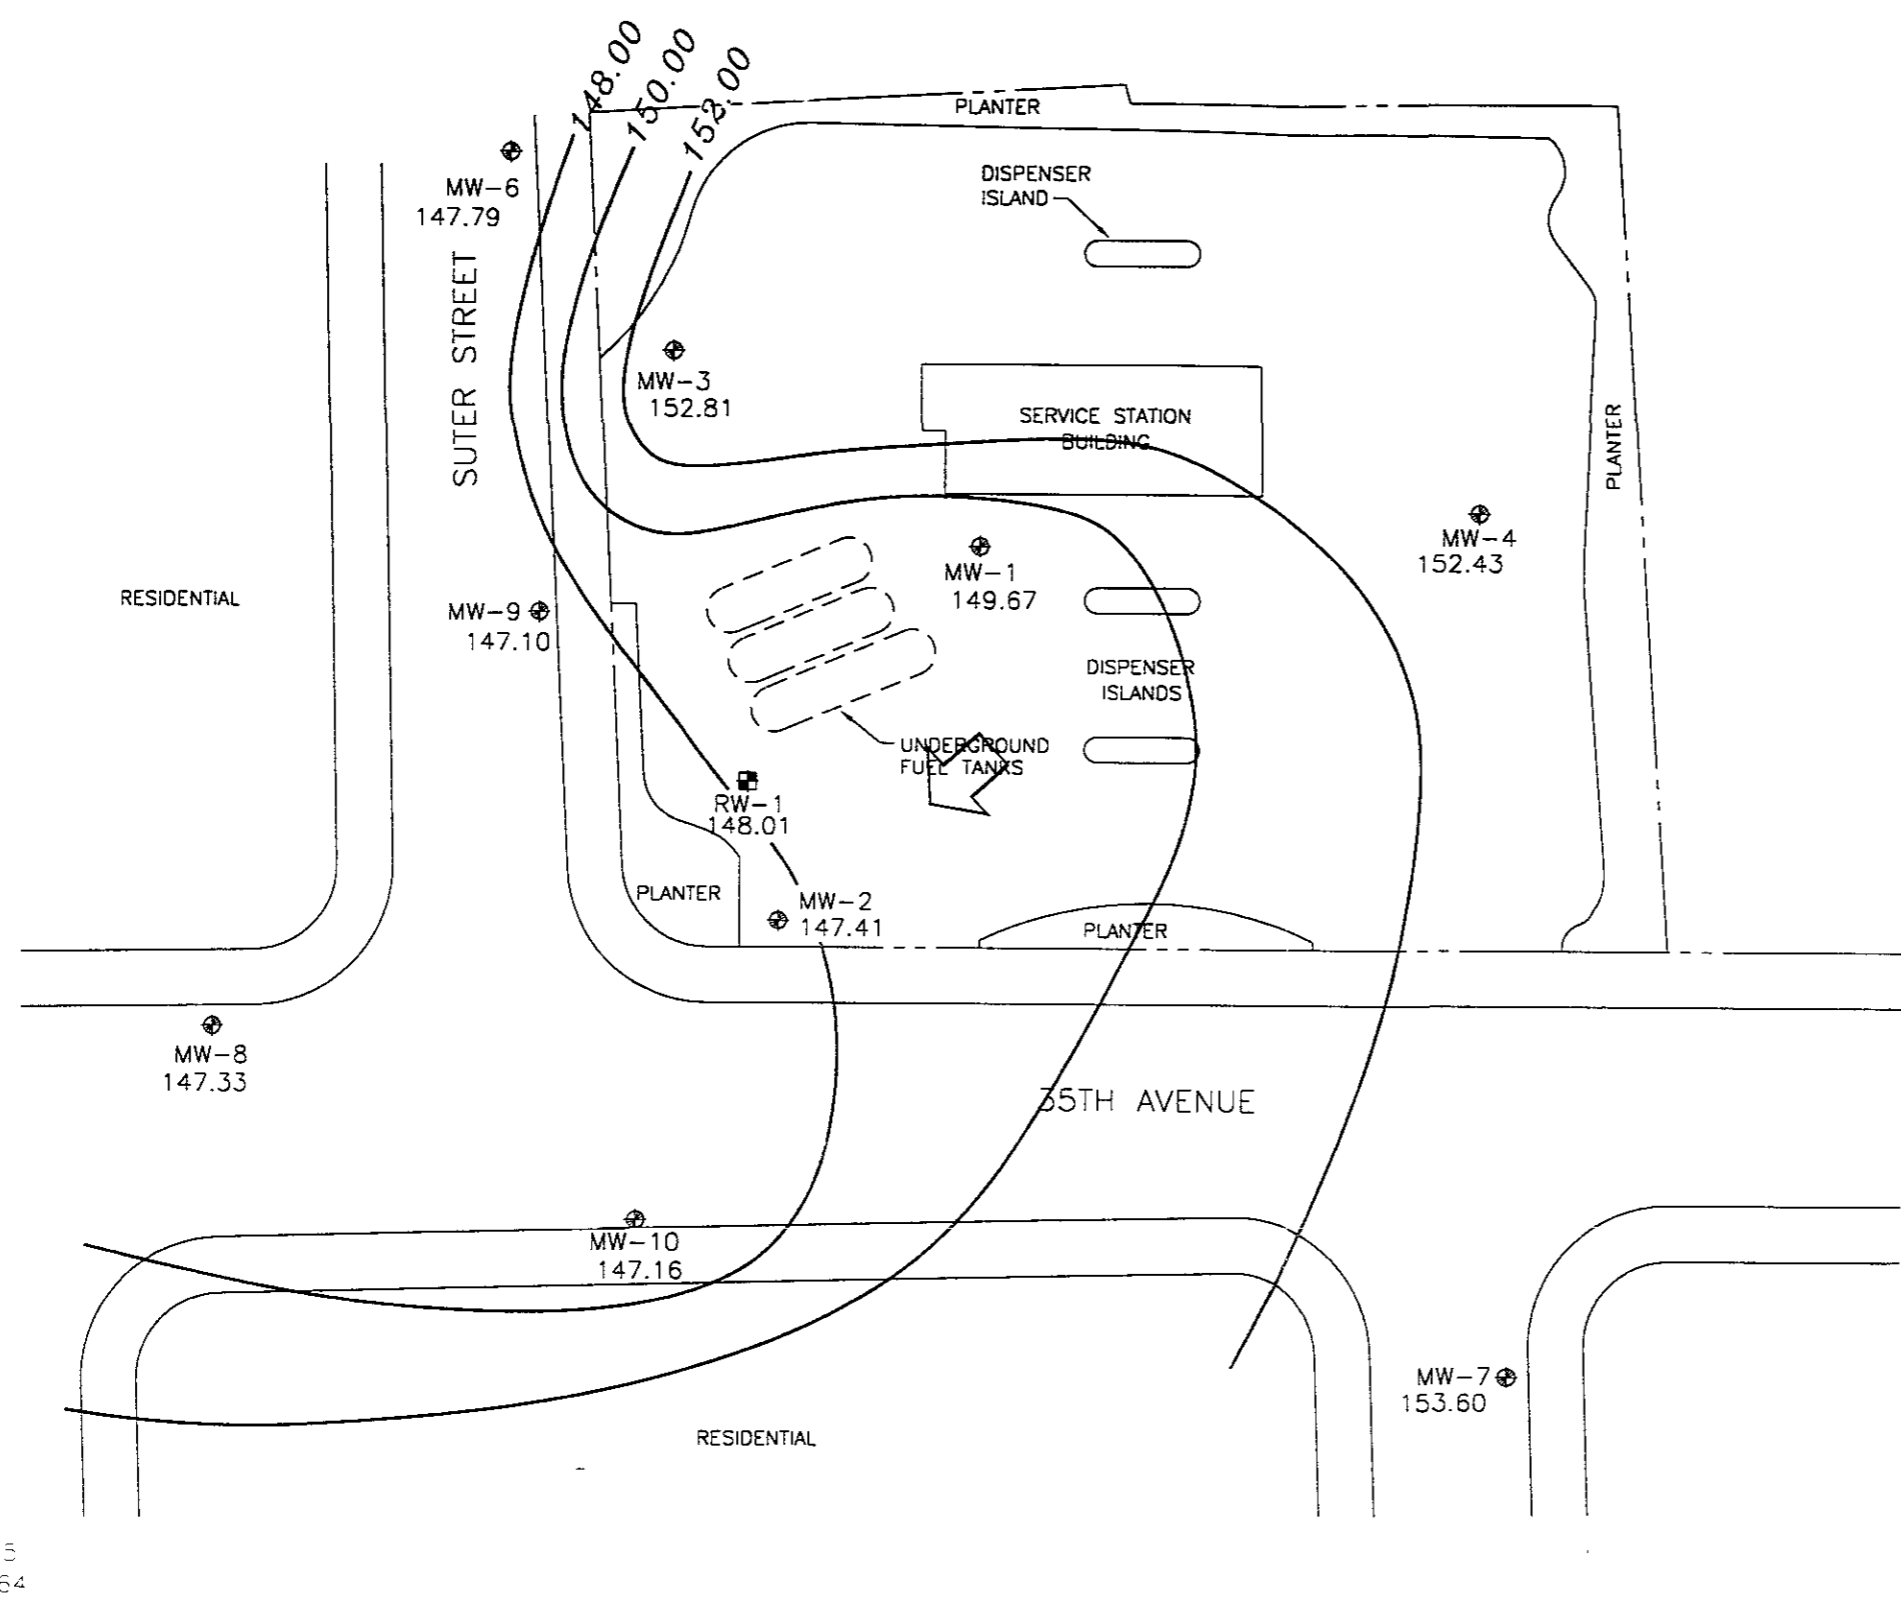 148.00
150.00
152.00
PLANTER
MW-6
147.79
DISPENSER
ISLAND
SUTER STREET
MW-3
152.81
SERVICE STATION
BUILDING
PLANTER
MW-4
152.43
MW-1
149.67
RESIDENTIAL
MW-9
147.10
DISPENSER
ISLANDS
UNDERGROUND
FUEL TANKS
RW-1
148.01
PLANTER
MW-2
147.41
PLANTER
MW-8
147.33
35TH AVENUE
MW-10
147.16
MW-7
153.60
RESIDENTIAL
64